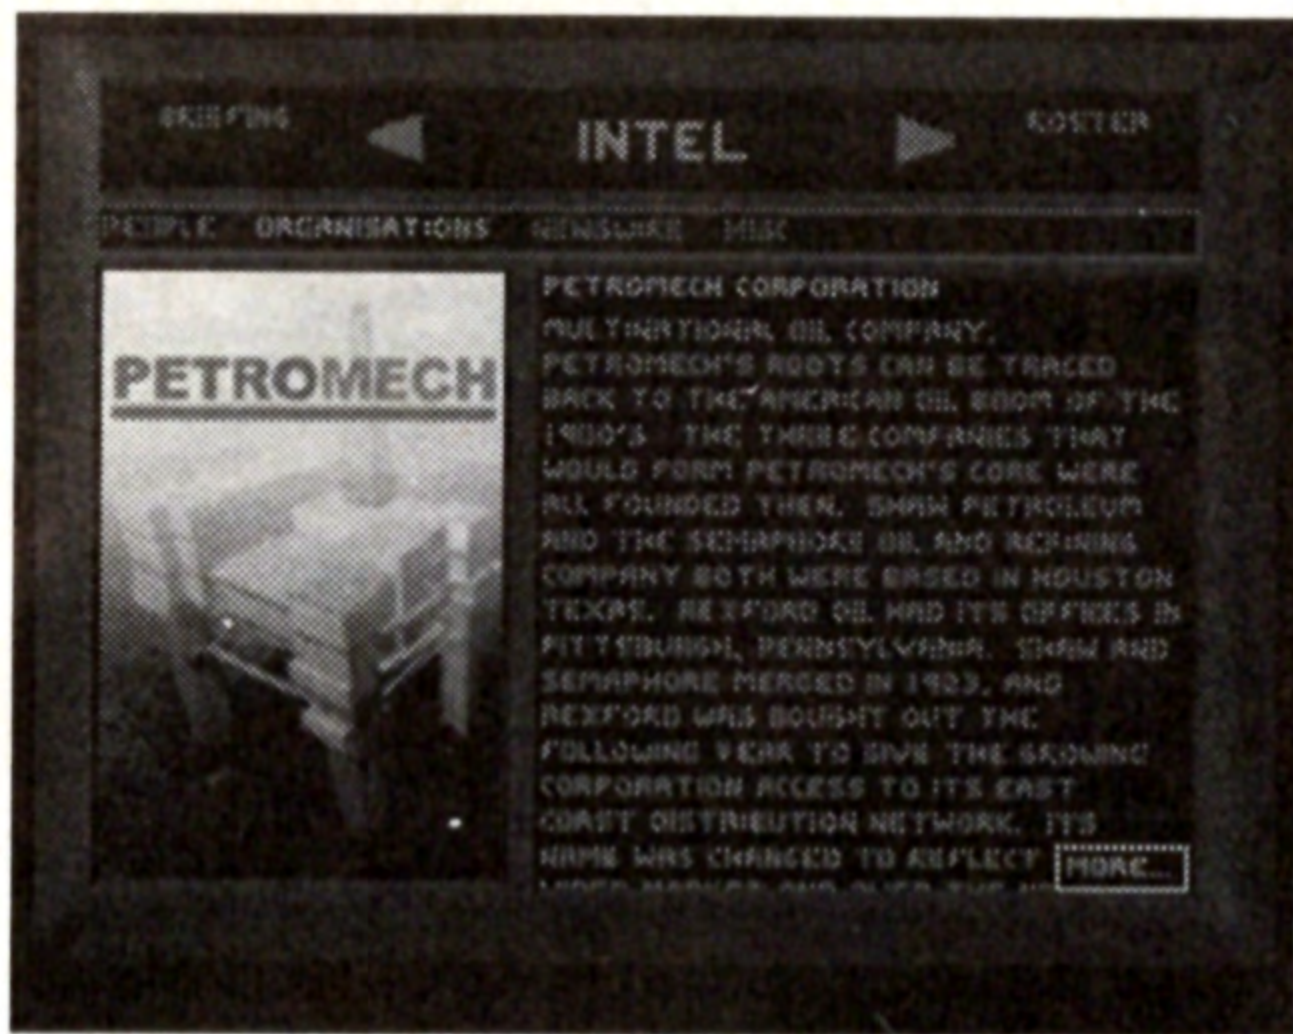 BRIEFING
INTEL
ROSTER
PEOPLE ORGANISATIONS NEWSWIRE MISC
PETROMECH
PETROMECH CORPORATION
MULTINATIONAL OIL COMPANY.
PETROMECH'S ROOTS CAN BE TRACED
BACK TO THE AMERICAN OIL BOOM OF THE
1900'S THE THREE COMPANIES THAT
WOULD FORM PETROMECH'S CORE WERE
ALL FOUNDED THEN. SHAW PETROLEUM
AND THE SEMAPHORE OIL AND REFINING
COMPANY BOTH WERE BASED IN HOUSTON
TEXAS. REXFORD OIL HAD ITS OFFICES IN
PITTSBURGH, PENNSYLVANIA. SHAW AND
SEMAPHORE MERGED IN 1923, AND
REXFORD WAS BOUGHT OUT THE
FOLLOWING YEAR TO GIVE THE GROWING
CORPORATION ACCESS TO ITS EAST
COAST DISTRIBUTION NETWORK. ITS
NAME WAS CHANGED TO REFLECT
MORE...